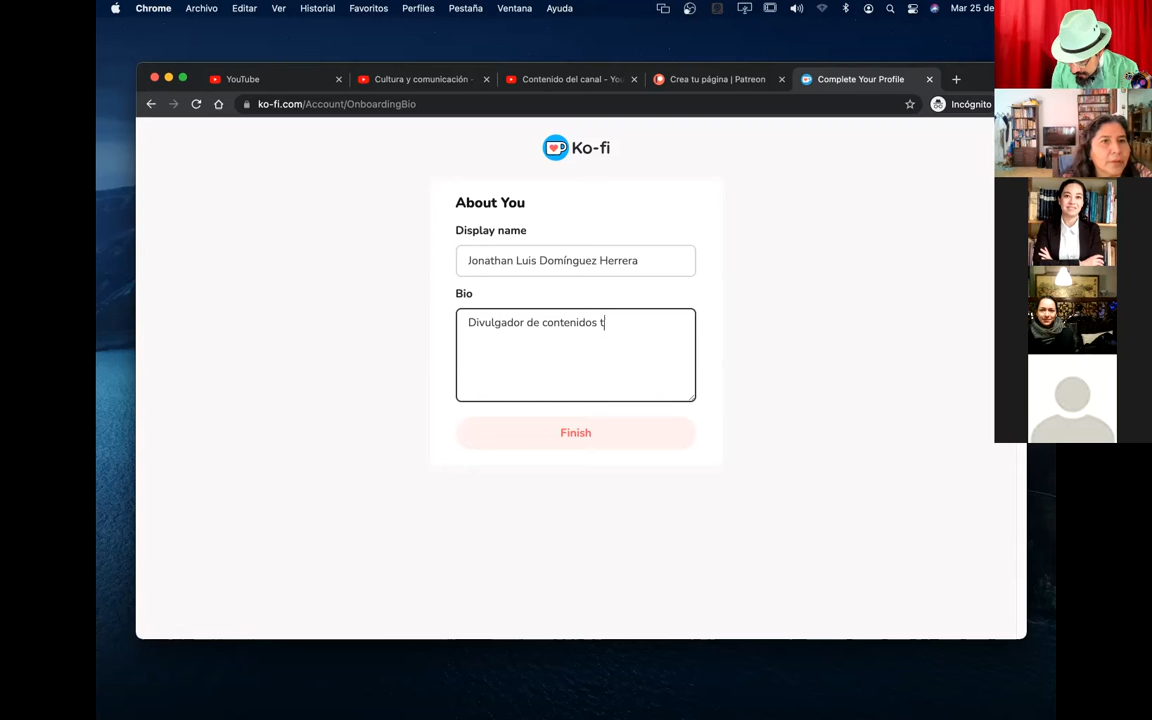 Chrome Archivo Editar Ver Historial Favoritos Perfiles Pestaña Ventana Ayuda Mar 25 de
YouTube Cultura y comunicación - Contenido del canal - You Crea tu página | Patreon Complete Your Profile
ko-fi.com/Account/OnboardingBio Incógnito
Ko-fi
About You
Display name
Jonathan Luis Domínguez Herrera
Bio
Divulgador de contenidos t
Finish